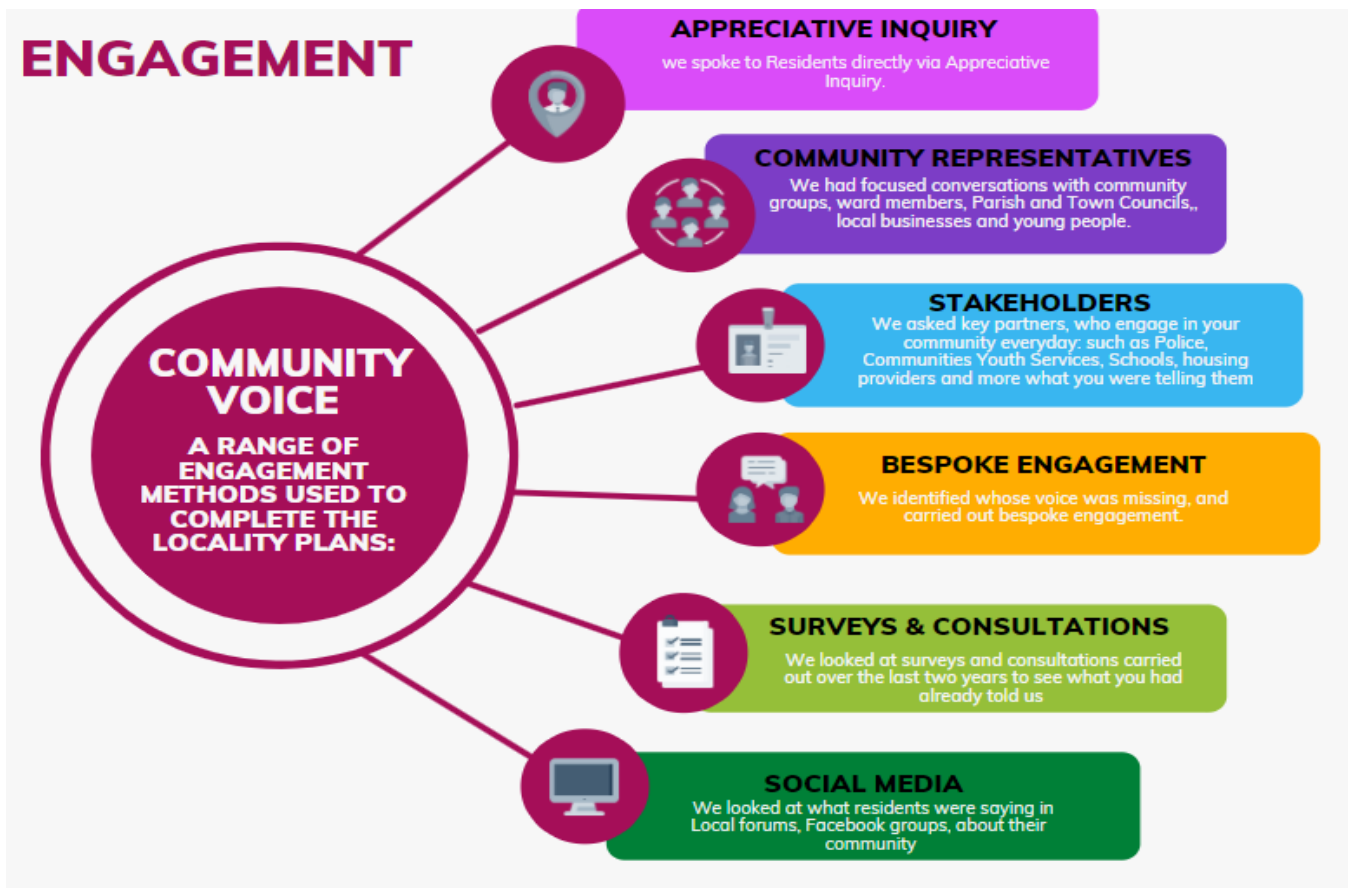 ENGAGEMENT
APPRECIATIVE INQUIRY
we spoke to Residents directly via Appreciative
Inquiry.
COMMUNITY REPRESENTATIVES
We had focused conversations with community
groups, ward members, Parish and Town Councils,,
local businesses and young people.
STAKEHOLDERS
We asked key partners, who engage in your
community everyday: such as Police,
Communities Youth Services, Schools, housing
providers and more what you were telling them
COMMUNITY
VOICE
A RANGE OF
ENGAGEMENT
METHODS USED TO
COMPLETE THE
LOCALITY PLANS:
BESPOKE ENGAGEMENT
We identified whose voice was missing, and
carried out bespoke engagement.
SURVEYS & CONSULTATIONS
We looked at surveys and consultations carried
out over the last two years to see what you had
already told us
SOCIAL MEDIA
We looked at what residents were saying in
Local forums, Facebook groups, about their
community